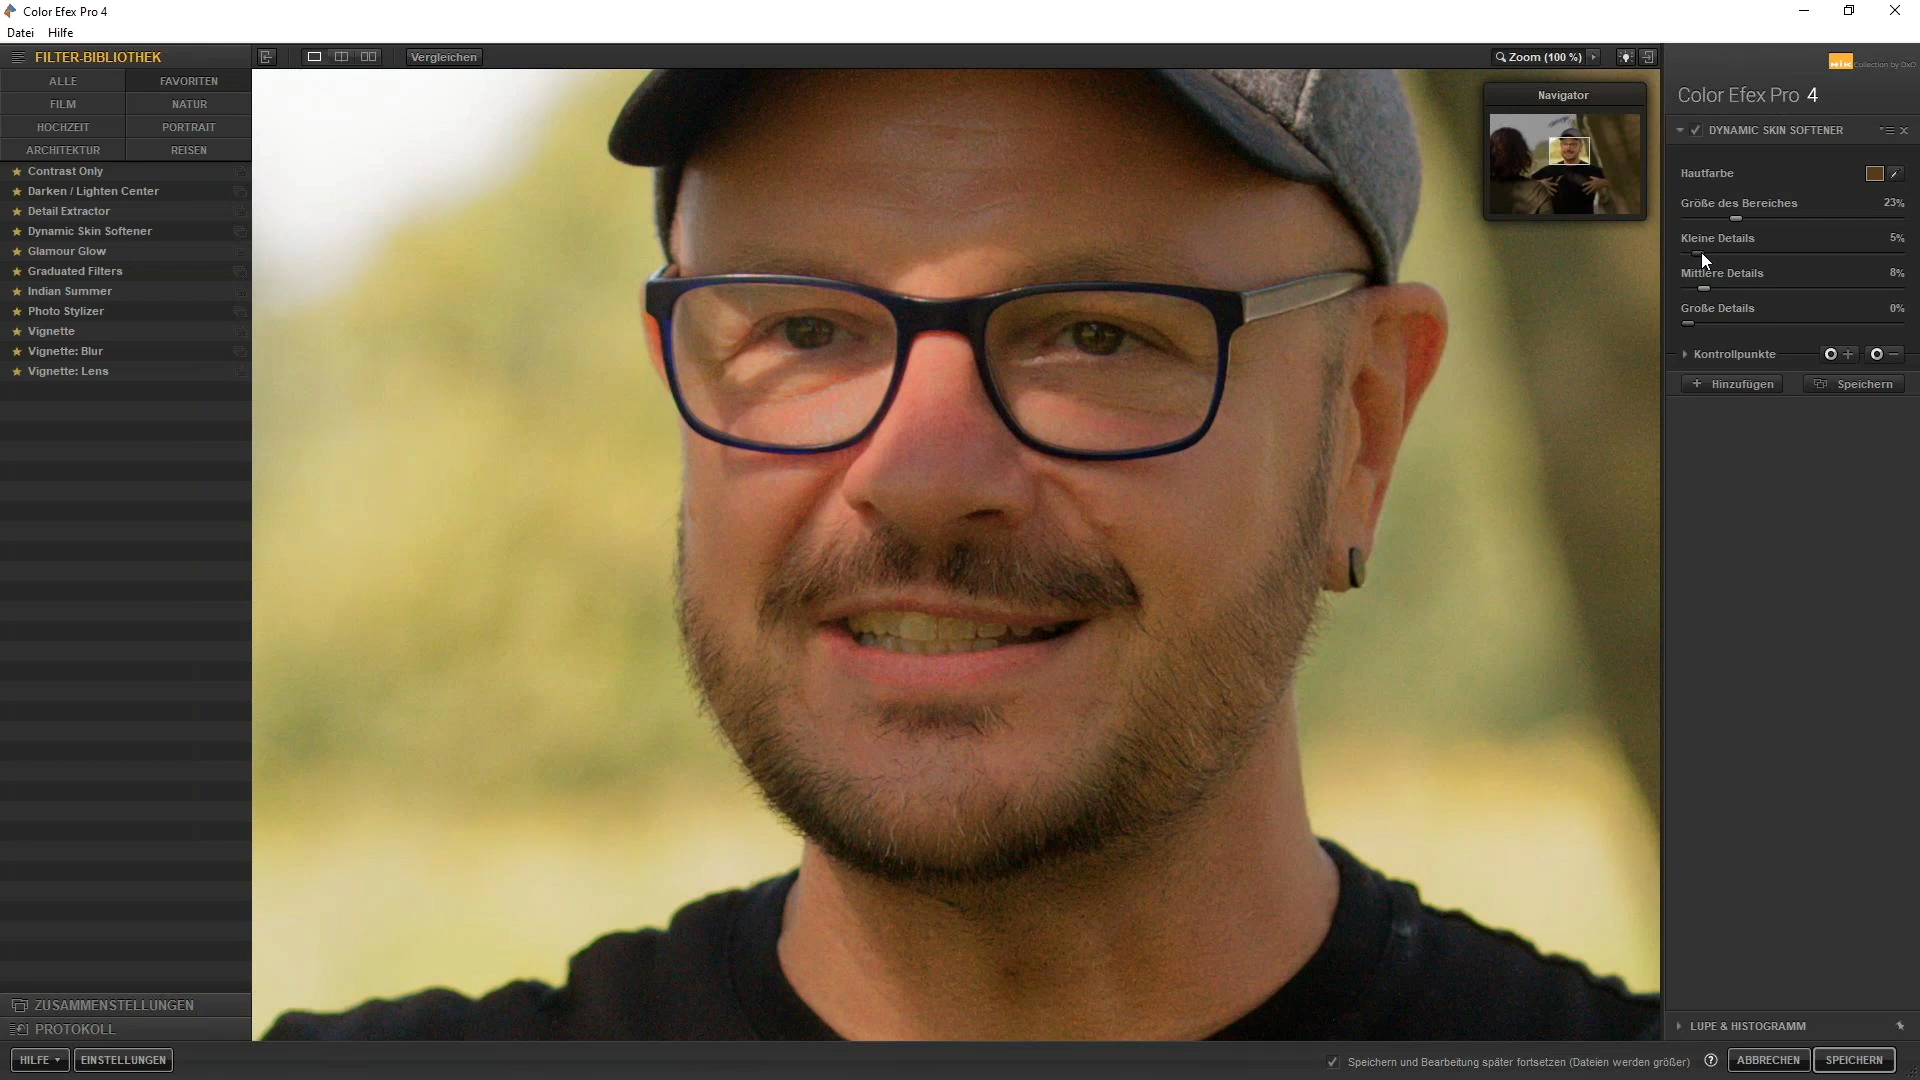 Color Efex Pro 4
Datei Hilfe
FILTER-BIBLIOTHEK
ALLE FAVORITEN
FILM NATUR
HOCHZEIT PORTRAIT
ARCHITEKTUR REISEN
Contrast Only
Darken / Lighten Center
Detail Extractor
Dynamic Skin Softener
Glamour Glow
Graduated Filters
Indian Summer
Photo Stylizer
Vignette
Vignette: Blur
Vignette: Lens
ZUSAMMENSTELLUNGEN
PROTOKOLL
HILFE EINSTELLUNGEN
Vergleichen
Zoom (100 %)
Navigator
Nik Collection by DxO
Color Efex Pro 4
DYNAMIC SKIN SOFTENER
Hautfarbe
Größe des Bereiches 23%
Kleine Details 5%
Mittlere Details 8%
Große Details 0%
Kontrollpunkte
Hinzufügen Speichern
LUPE & HISTOGRAMM
Speichern und Bearbeitung später fortsetzen (Dateien werden größer) ABBRECHEN SPEICHERN